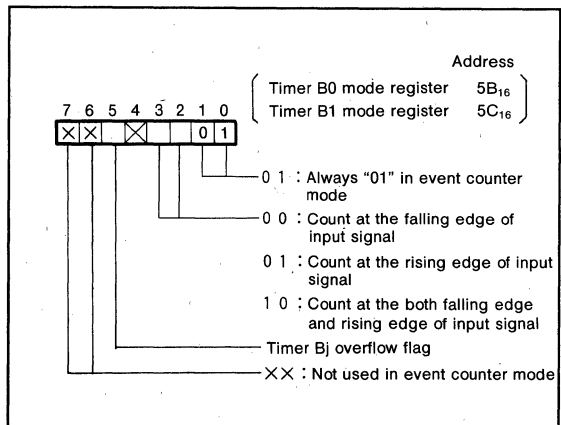 Address
Timer B0 mode register 5B₁₆
Timer B1 mode register 5C₁₆
7 6 5 4 3 2 1 0
× × × 0 1
0 1 : Always "01" in event counter
mode
0 0 : Count at the falling edge of
input signal
0 1 : Count at the rising edge of input
signal
1 0 : Count at the both falling edge
and rising edge of input signal
Timer Bj overflow flag
×× : Not used in event counter mode